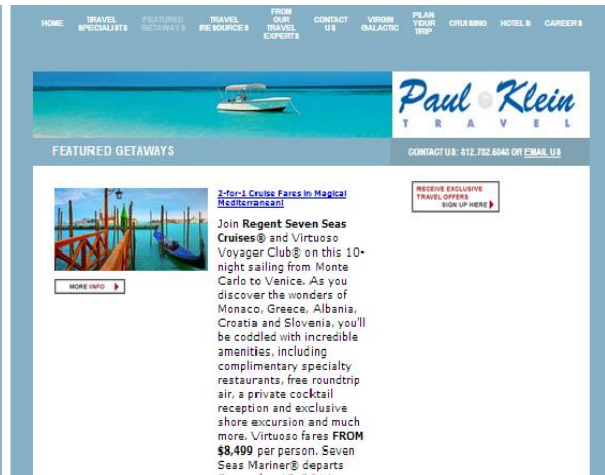 HOME
TRAVEL SPECIALISTS
FEATURED GETAWAYS
TRAVEL RESOURCES
FROM OUR TRAVEL EXPERTS
CONTACT US
VIRGIN GALACTIC
PLAN YOUR TRIP
CRUISING
HOTELS
CAREERS
Paul Klein
TRAVEL
FEATURED GETAWAYS
CONTACT US: 812.782.6048 OR EMAIL US
RECEIVE EXCLUSIVE
TRAVEL OFFERS
SIGN UP HERE
MORE INFO
2-for-1 Cruise Fares in Magical
Mediterranean!
Join Regent Seven Seas
Cruises® and Virtuoso
Voyager Club® on this 10-
night sailing from Monte
Carlo to Venice. As you
discover the wonders of
Monaco, Greece, Albania,
Croatia and Slovenia, you'll
be coddled with incredible
amenities, including
complimentary specialty
restaurants, free roundtrip
air, a private cocktail
reception and exclusive
shore excursion and much
more. Virtuoso fares FROM
$8,499 per person. Seven
Seas Mariner® departs